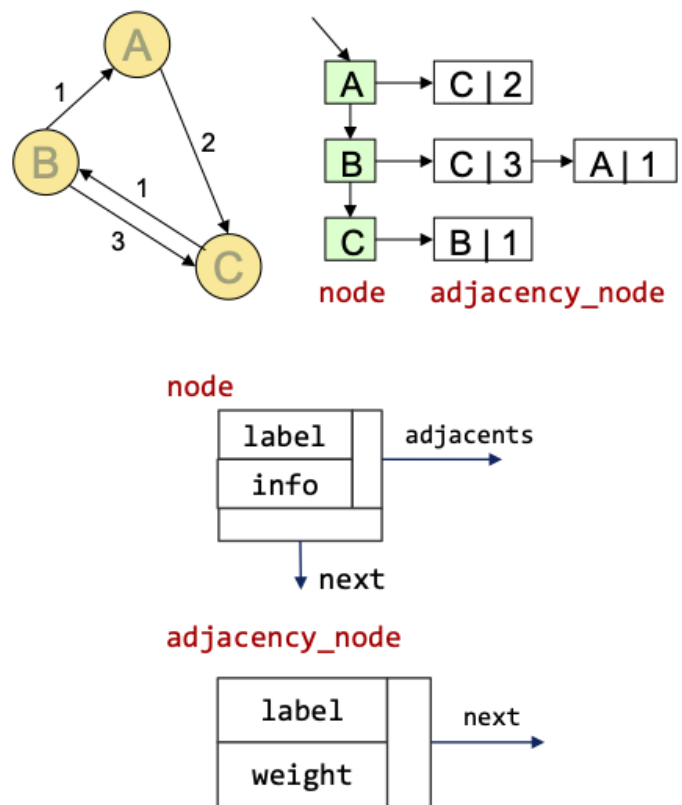 A
1
2
B
1
3
C
A
C | 2
B
C | 3
A | 1
C
B | 1
node
adjacency_node
node
label
adjacents
info
next
adjacency_node
label
next
weight